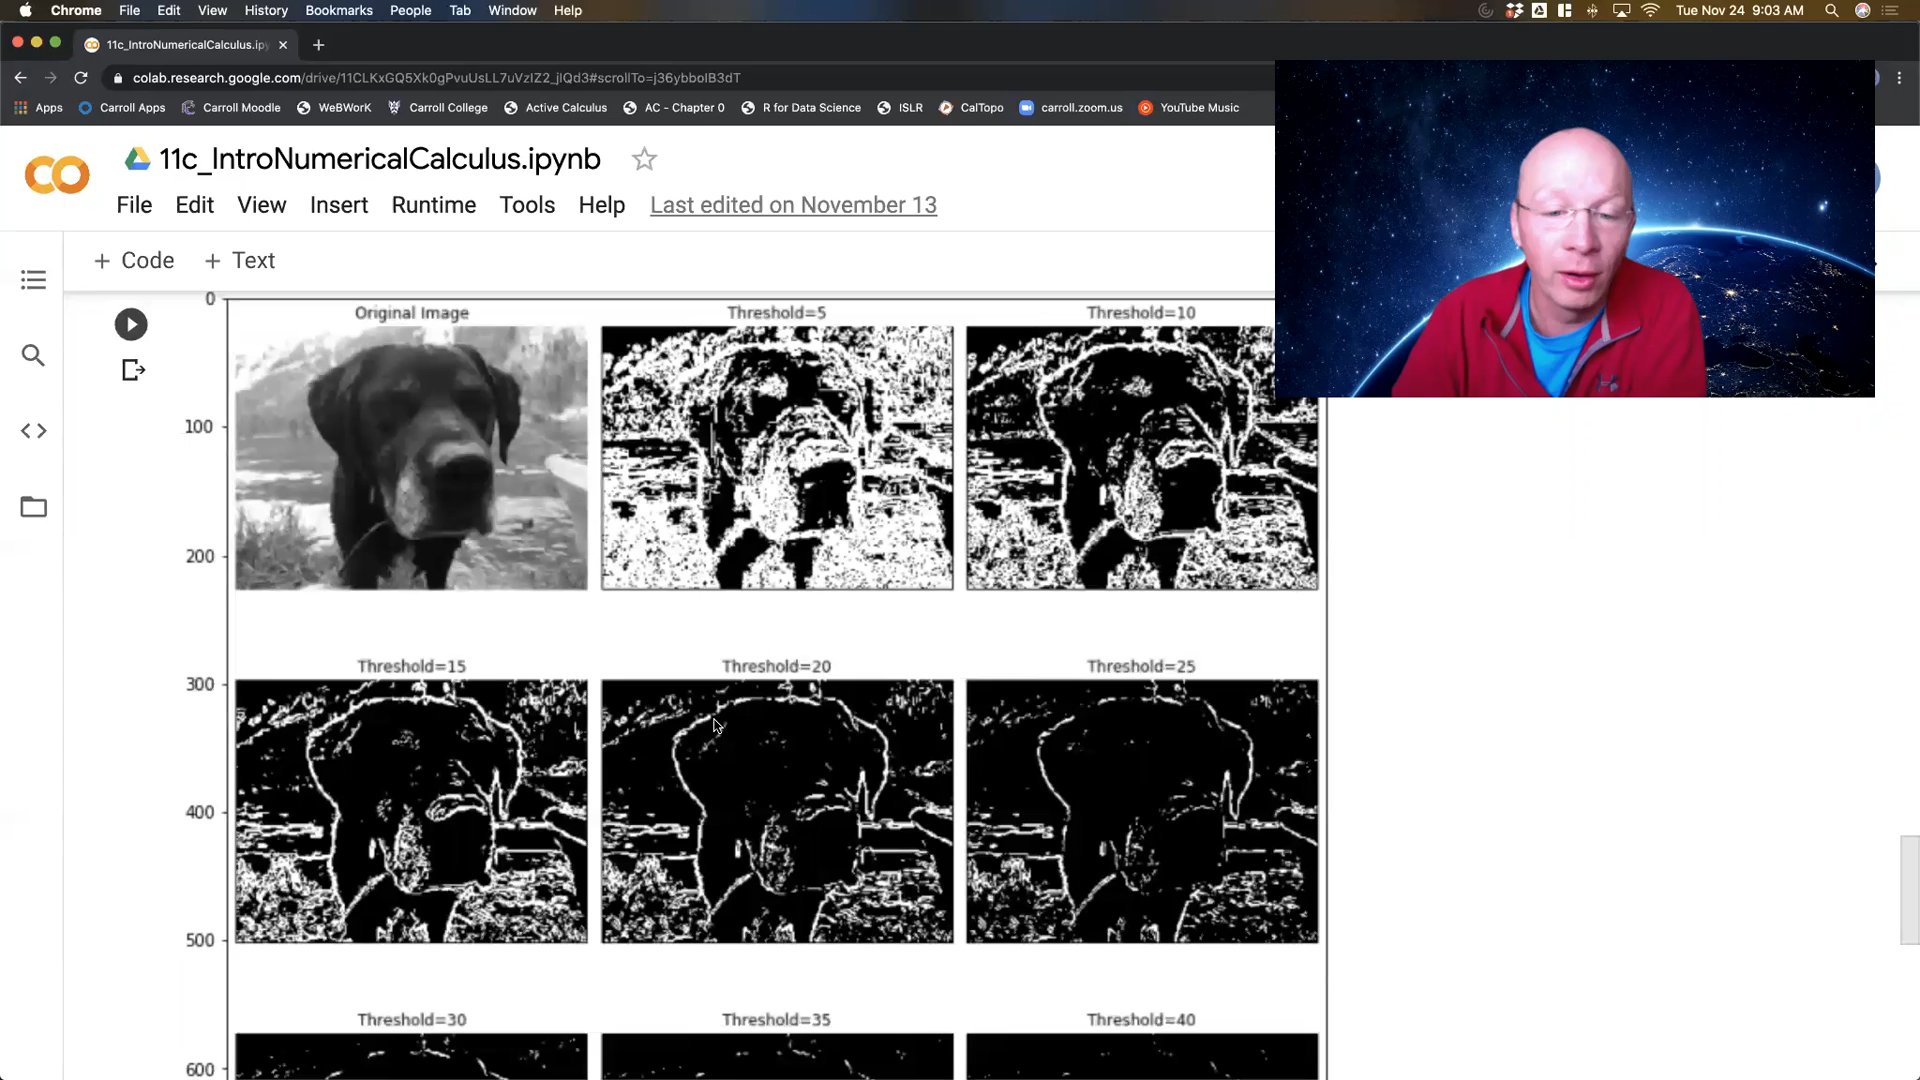 Chrome File Edit View History Bookmarks People Tab Window Help Tue Nov 24 9:03 AM
11c_IntroNumericalCalculus.ipy
colab.research.google.com/drive/11CLKxGQ5Xk0gPvuUsLL7uVzIZ2_jIQd3#scrollTo=j36ybboIB3dT
Apps Carroll Apps Carroll Moodle WeBWorK Carroll College Active Calculus AC - Chapter 0 R for Data Science ISLR CalTopo carroll.zoom.us YouTube Music
11c_IntroNumericalCalculus.ipynb
File Edit View Insert Runtime Tools Help Last edited on November 13
+ Code + Text
0
Original Image Threshold=5 Threshold=10
100
200
Threshold=15 Threshold=20 Threshold=25
300
400
500
Threshold=30 Threshold=35 Threshold=40
600